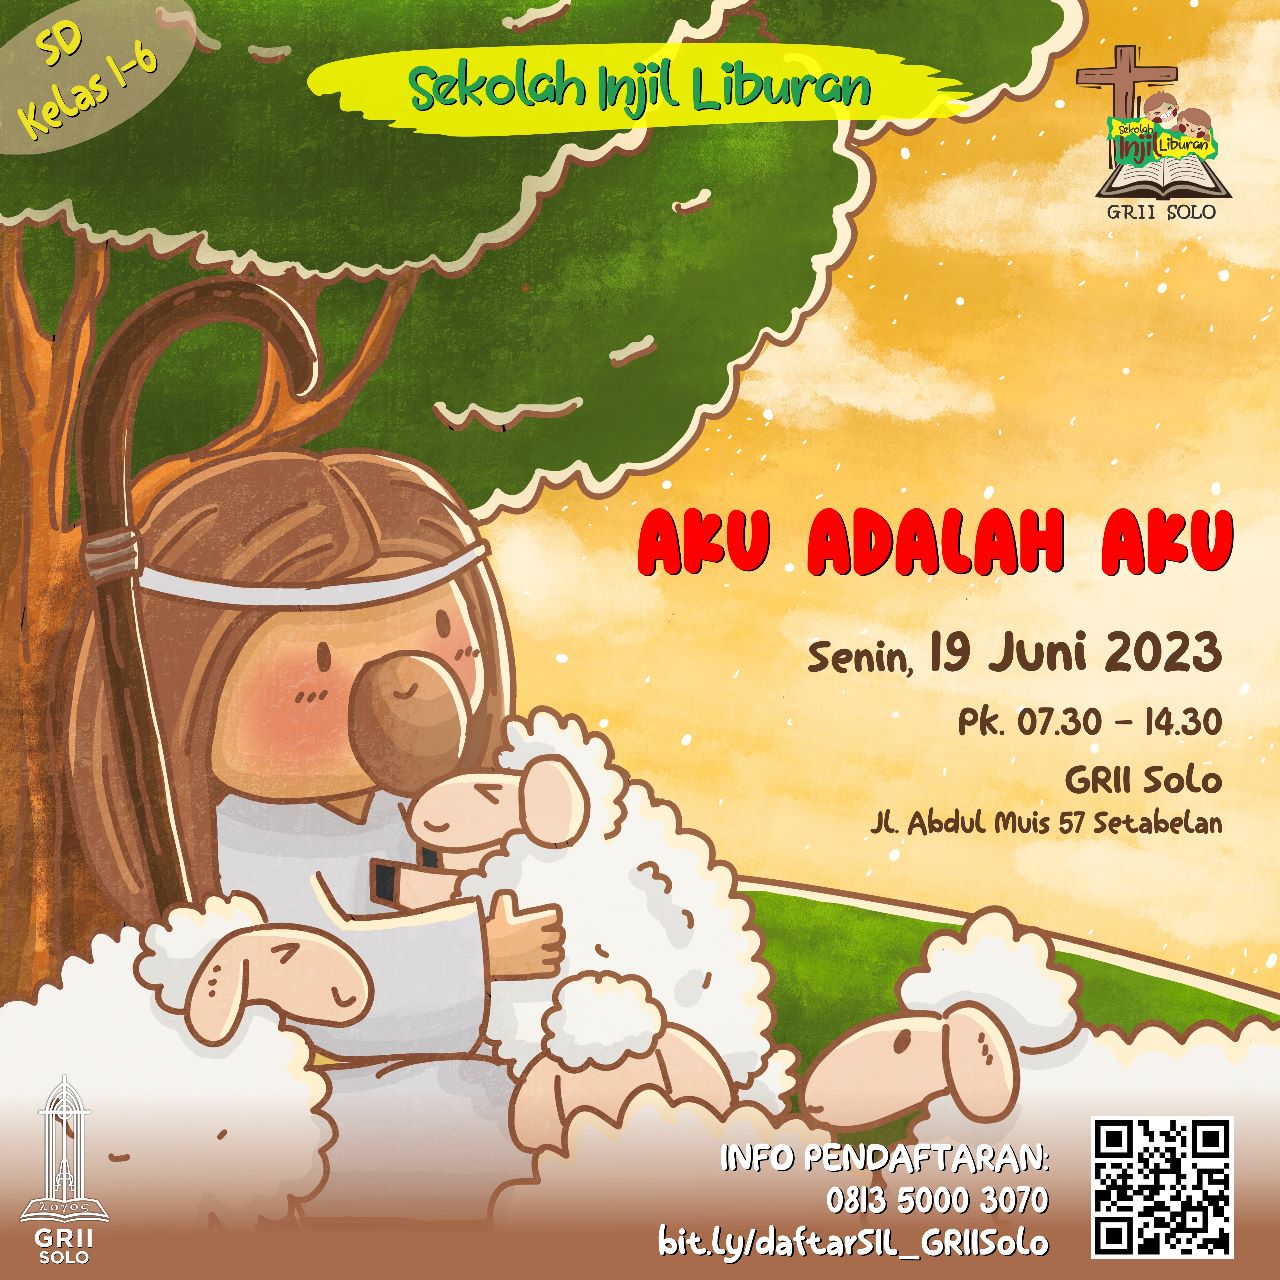 SD
Kelas 1-6
Sekolah Injil Liburan
Sekolah
Injil Liburan
GRII SOLO
AKU ADALAH AKU
Senin, 19 Juni 2023
Pk. 07.30 - 14.30
GRII Solo
Jl. Abdul Muis 57 Setabelan
INFO PENDAFTARAN:
0813 5000 3070
bit.ly/daftarSIL_GRIISolo
λογος
GRII
SOLO